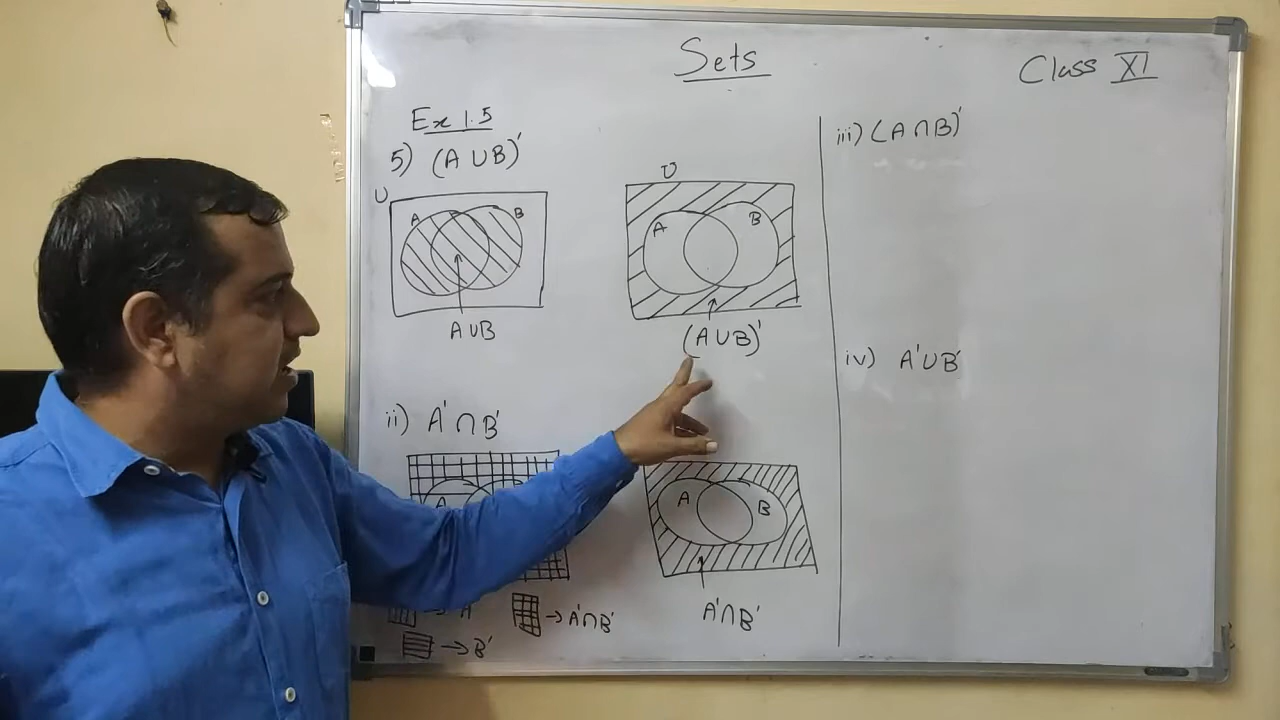 Sets
Class XI
Ex 1.5
5) (A ∪ B)'
U
A B
A∪B
U
A B
(A∪B)'
ii) A' ∩ B'
A
A B
→ A'
→ A'∩B'
→ B'
A'∩B'
iii) (A ∩ B)'
iv) A'∪B'